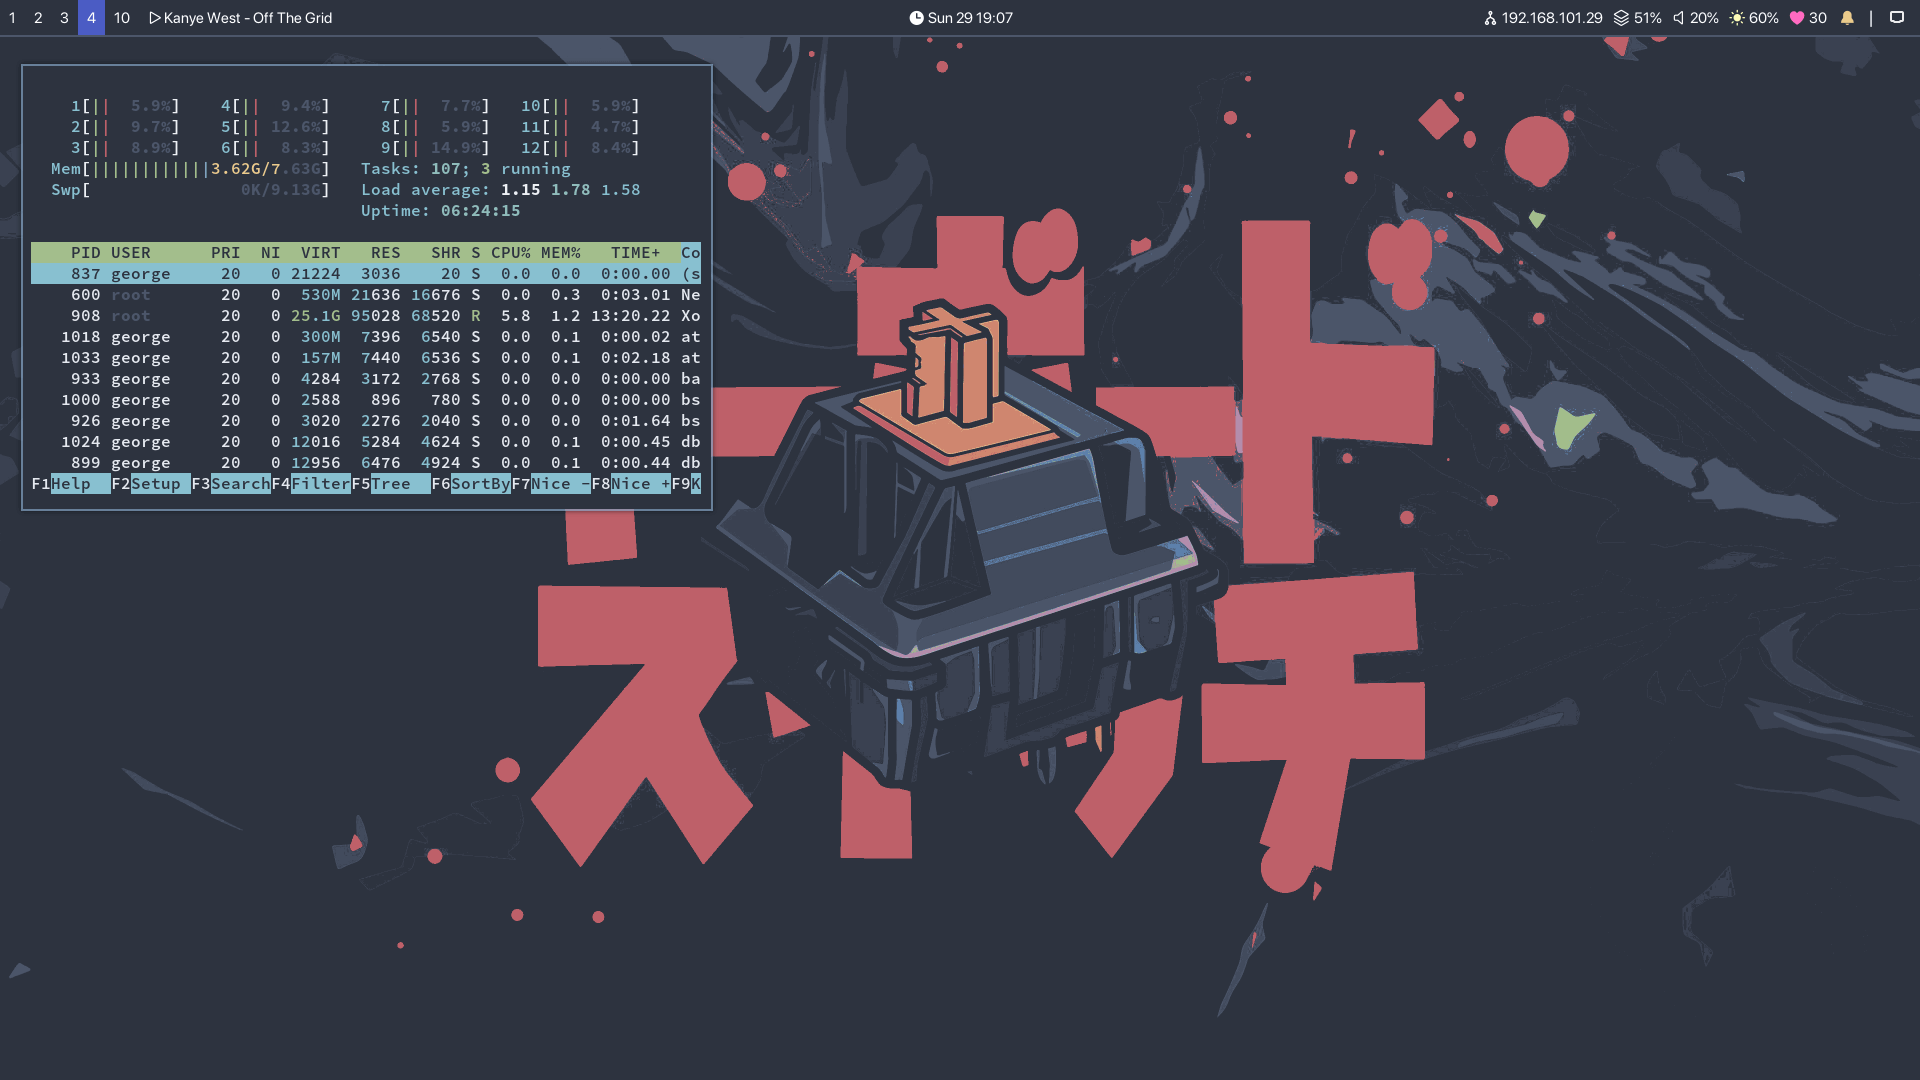 1 2 3 4 10 Kanye West - Off The Grid Sun 29 19:07 192.168.101.29 51% 20% 60% 30 |
1[|| 5.9%] 4[|| 9.4%] 7[|| 7.7%] 10[|| 5.9%]
2[|| 9.7%] 5[|| 12.6%] 8[|| 5.9%] 11[|| 4.7%]
3[|| 8.9%] 6[|| 8.3%] 9[|| 14.9%] 12[|| 8.4%]
Mem[||||||||||||3.62G/7.63G] Tasks: 107; 3 running
Swp[ 0K/9.13G] Load average: 1.15 1.78 1.58
Uptime: 06:24:15
PID USER PRI NI VIRT RES SHR S CPU% MEM% TIME+ Co
837 george 20 0 21224 3036 20 S 0.0 0.0 0:00.00 (s
600 root 20 0 530M 21636 16676 S 0.0 0.3 0:03.01 Ne
908 root 20 0 25.1G 95028 68520 R 5.8 1.2 13:20.22 Xo
1018 george 20 0 300M 7396 6540 S 0.0 0.1 0:00.02 at
1033 george 20 0 157M 7440 6536 S 0.0 0.1 0:02.18 at
933 george 20 0 4284 3172 2768 S 0.0 0.0 0:00.00 ba
1000 george 20 0 2588 896 780 S 0.0 0.0 0:00.00 bs
926 george 20 0 3020 2276 2040 S 0.0 0.0 0:01.64 bs
1024 george 20 0 12016 5284 4624 S 0.0 0.1 0:00.45 db
899 george 20 0 12956 6476 4924 S 0.0 0.1 0:00.44 db
F1Help F2Setup F3SearchF4FilterF5Tree F6SortByF7Nice -F8Nice +F9K